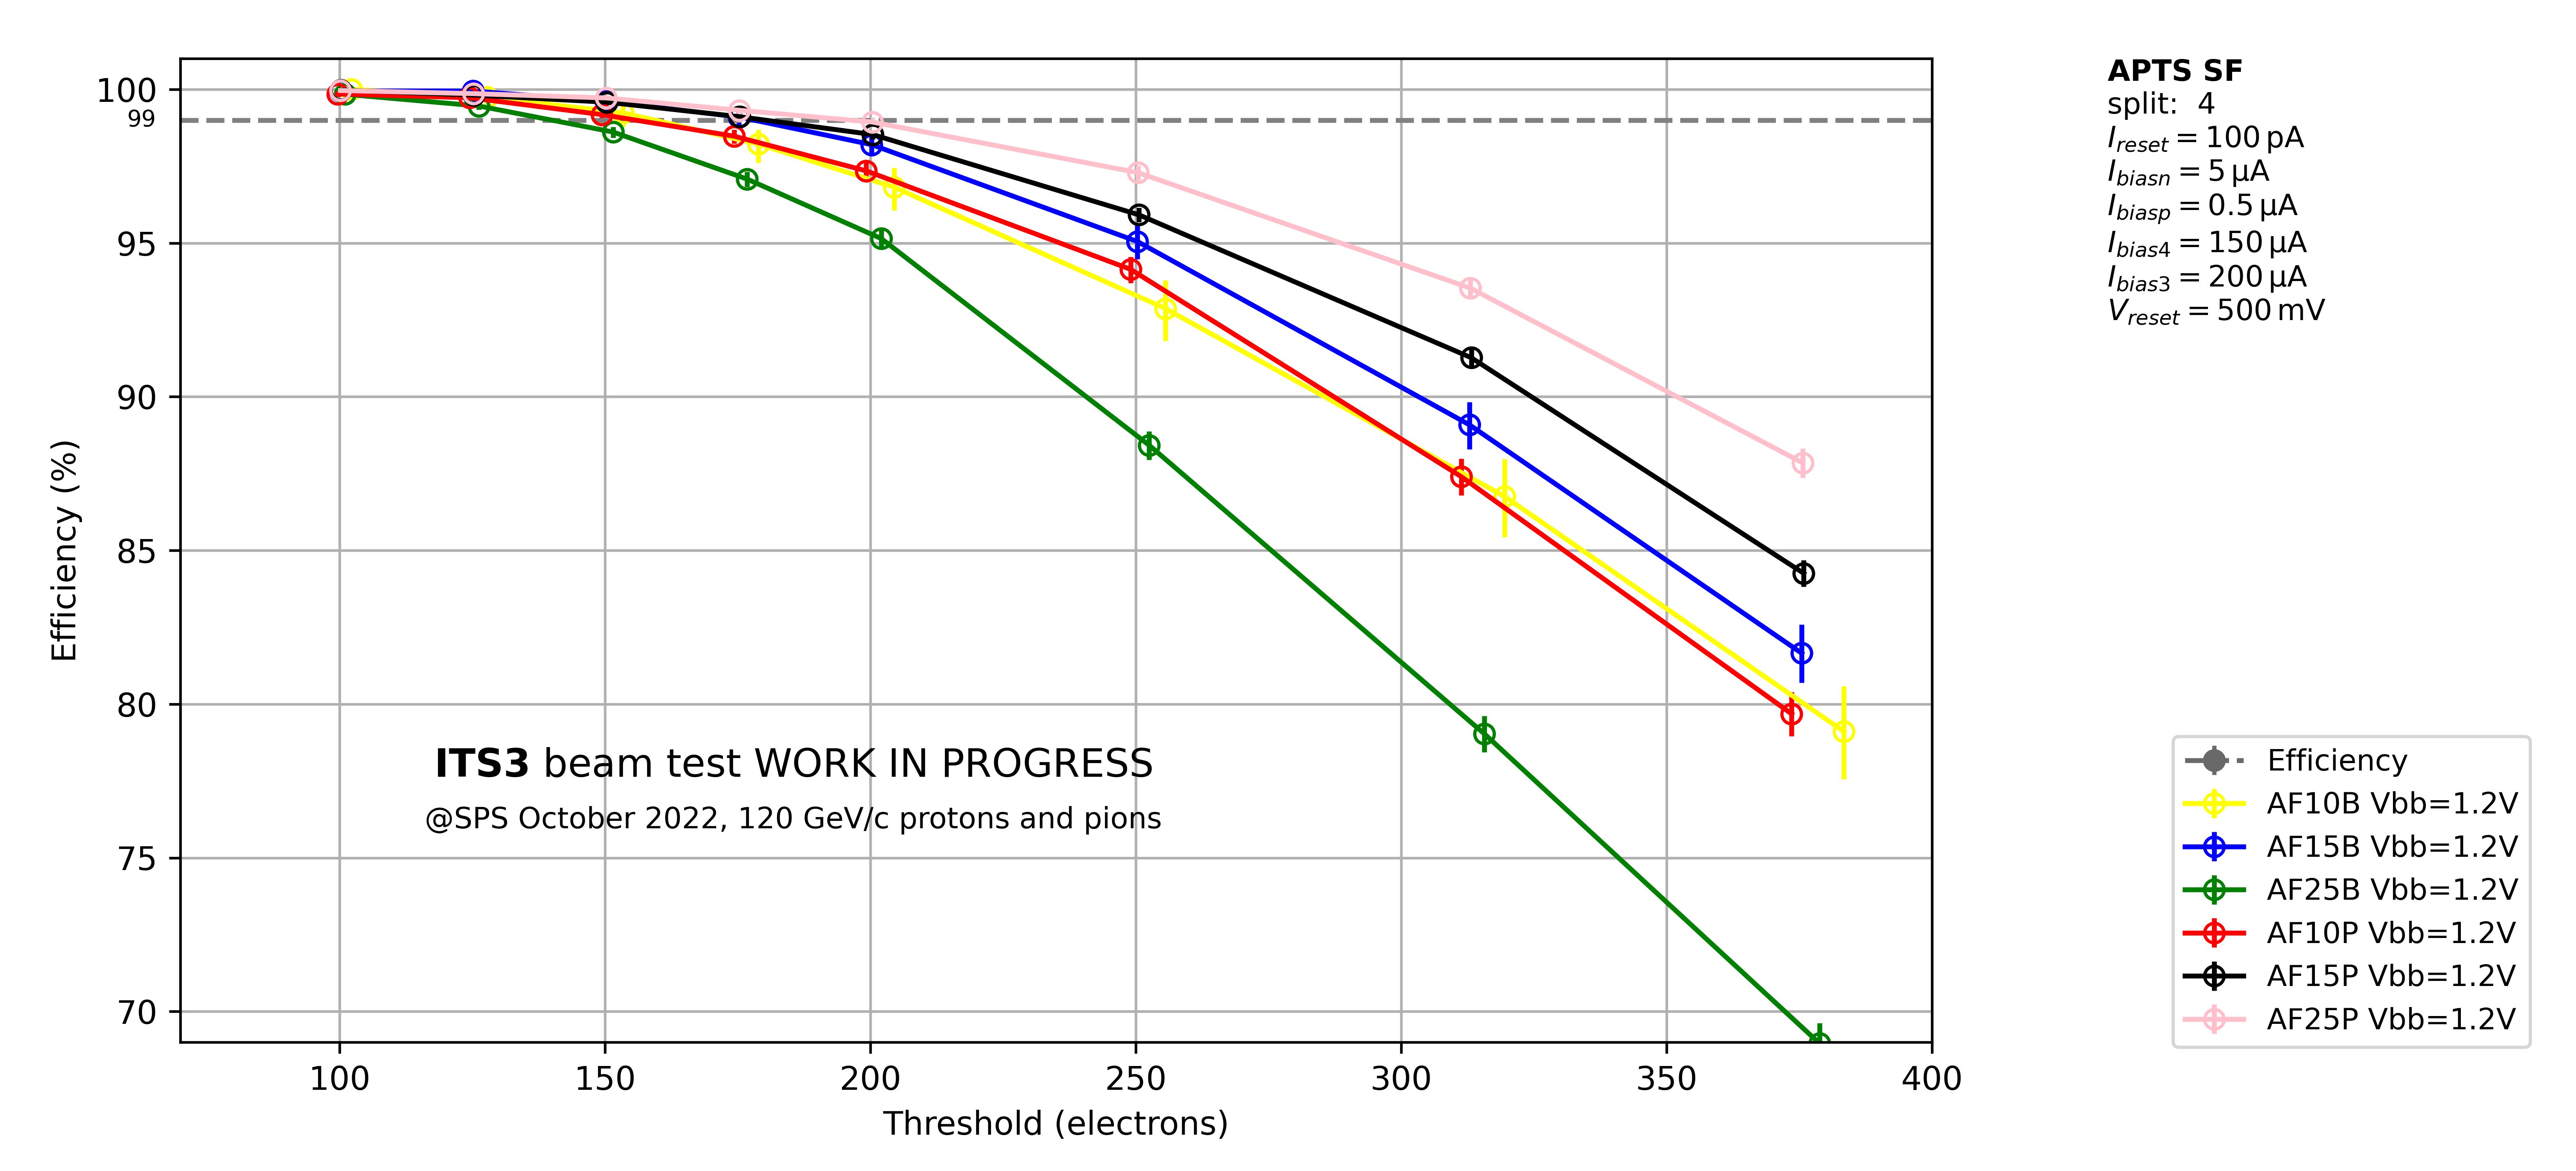 100
99
95
90
85
80
75
70
Efficiency (%)
100 150 200 250 300 350 400
Threshold (electrons)
ITS3 beam test WORK IN PROGRESS
@SPS October 2022, 120 GeV/c protons and pions
APTS SF
split: 4
I_reset = 100 pA
I_biasn = 5 μA
I_biasp = 0.5 μA
I_bias4 = 150 μA
I_bias3 = 200 μA
V_reset = 500 mV
Efficiency
AF10B Vbb=1.2V
AF15B Vbb=1.2V
AF25B Vbb=1.2V
AF10P Vbb=1.2V
AF15P Vbb=1.2V
AF25P Vbb=1.2V